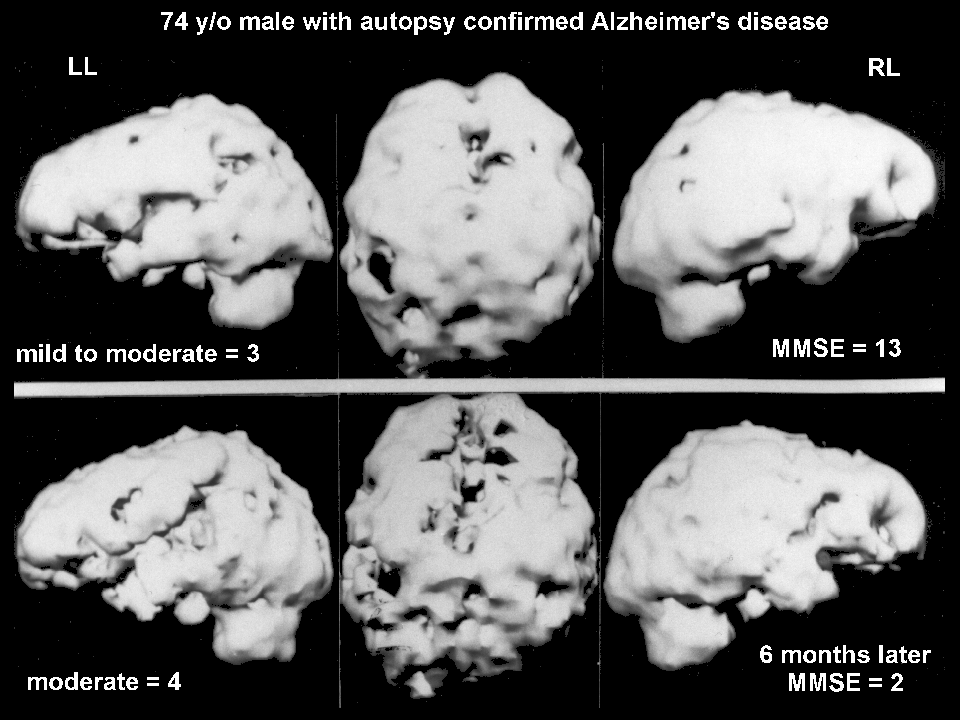 74 y/o male with autopsy confirmed Alzheimer's disease
LL
RL
mild to moderate = 3
MMSE = 13
moderate = 4
6 months later
MMSE = 2